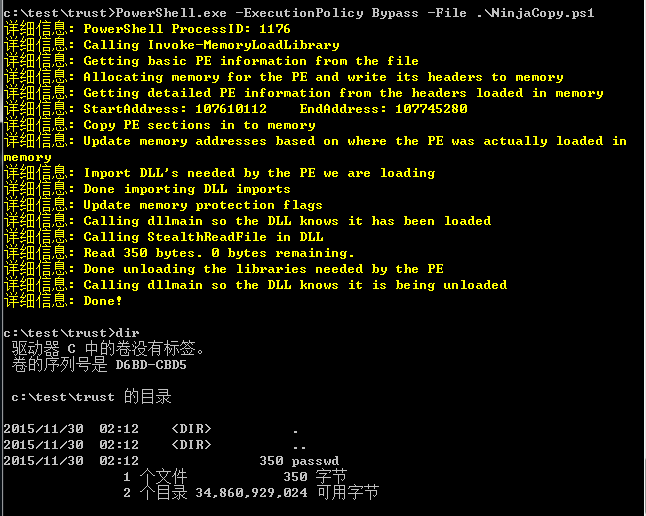 c:\test\trust>PowerShell.exe -ExecutionPolicy Bypass -File .\NinjaCopy.ps1
详细信息: PowerShell ProcessID: 1176
详细信息: Calling Invoke-MemoryLoadLibrary
详细信息: Getting basic PE information from the file
详细信息: Allocating memory for the PE and write its headers to memory
详细信息: Getting detailed PE information from the headers loaded in memory
详细信息: StartAddress: 107610112    EndAddress: 107745280
详细信息: Copy PE sections in to memory
详细信息: Update memory addresses based on where the PE was actually loaded in
memory
详细信息: Import DLL's needed by the PE we are loading
详细信息: Done importing DLL imports
详细信息: Update memory protection flags
详细信息: Calling dllmain so the DLL knows it has been loaded
详细信息: Calling StealthReadFile in DLL
详细信息: Read 350 bytes. 0 bytes remaining.
详细信息: Done unloading the libraries needed by the PE
详细信息: Calling dllmain so the DLL knows it is being unloaded
详细信息: Done!
c:\test\trust>dir
驱动器 C 中的卷没有标签。
卷的序列号是 D6BD-CBD5
c:\test\trust 的目录
2015/11/30  02:12    <DIR>          .
2015/11/30  02:12    <DIR>          ..
2015/11/30  02:12               350 passwd
1 个文件            350 字节
2 个目录 34,860,929,024 可用字节